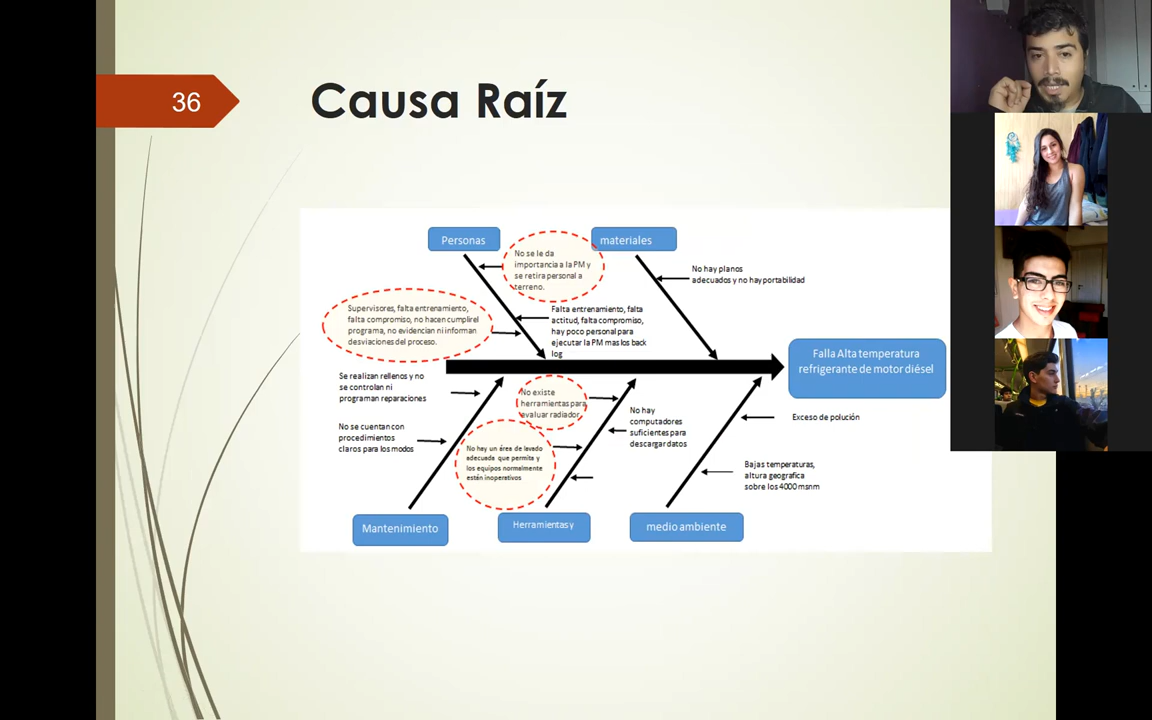 36
Causa Raíz
Personas
materiales
No se le da
importancia a la PM y
se retira personal a
terreno.
No hay planos
adecuados y no hay portabilidad
Supervisores, falta entrenamiento,
falta compromiso, no hacen cumplirel
programa, no evidencian ni informan
desviaciones del proceso.
Falta entrenamiento, falta
actitud, falta compromiso,
hay poco personal para
ejecutar la PM mas los back
log
Falla Alta temperatura
refrigerante de motor diésel
Se realizan rellenos y no
se controlan ni
programan reparaciones
No se cuentan con
procedimientos
claros para los modos
No existe
herramientas para
evaluar radiador
No hay un área de lavado
adecuada que permita y
los equipos normalmente
están inoperativos
No hay
computadores
suficientes para
descargar datos
Exceso de polución
Bajas temperaturas,
altura geografica
sobre los 4000 msnm
Mantenimiento
Herramientas y
medio ambiente